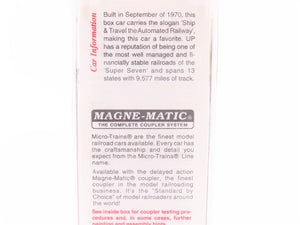 Car Information
Built in September of 1970, this
box car carries the slogan 'Ship
& Travel the Automated Railway',
making this car a favorite. UP
has a reputation of being one of
the most well managed and fi-
nancially stable railroads of the
'Super Seven' and spans 13
states with 9,577 miles of track.
MAGNE-MATIC®
THE COMPLETE COUPLER SYSTEM
Micro-Trains® are the finest model
railroad cars available. Every car has
the craftsmanship and detail you
expect from the Micro-Trains® Line
name.
Available with the delayed action
Magne-Matic® coupler, the finest
coupler in the model railroading
business. It's the "Standard by
Choice" of model railroaders around
the world!
See inside box for coupler testing proce-
dures and, in some cases, further
painting and assembly hints.